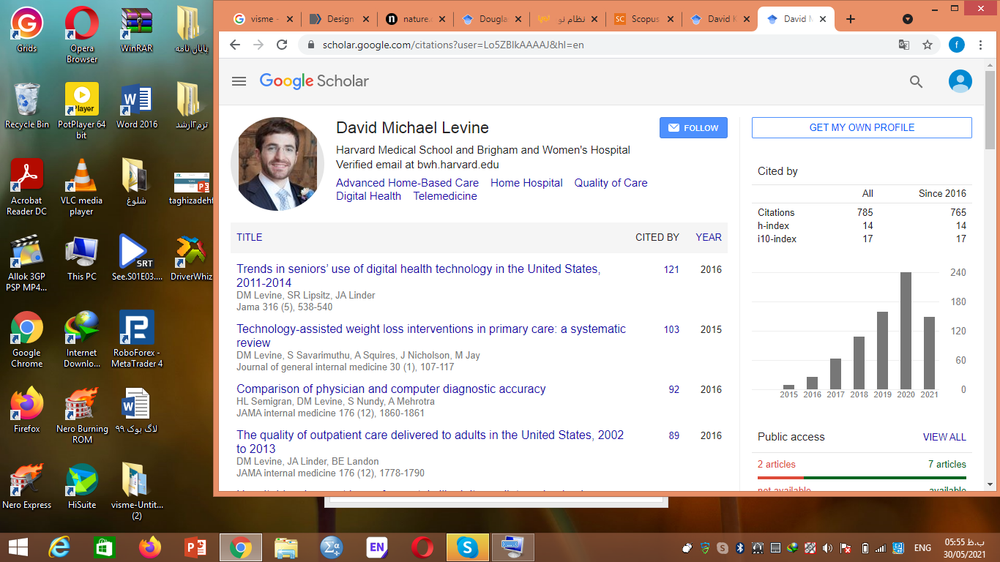 Grids
Opera Browser
WinRAR
پایان نامه
Recycle Bin
Player
PotPlayer 64 bit
Word 2016
ترم۲ارشد
Acrobat Reader DC
VLC media player
شلوغ
taghizadehf
Allok 3GP PSP MP4...
This PC
SRT
See.S01E03....
DriverWhiz
Google Chrome
Internet Downlo...
RoboForex - MetaTrader 4
Firefox
Nero Burning ROM
لاگ بوک ۹۹
Nero Express
HiSuite
visme-Untit... (2)
visme -
Design
nature.c
Dougla
نظام نو
Scopus
David K
David M
scholar.google.com/citations?user=Lo5ZBlkAAAAJ&hl=en
f
Google Scholar
David Michael Levine
FOLLOW
Harvard Medical School and Brigham and Women's Hospital
Verified email at bwh.harvard.edu
Advanced Home-Based Care Home Hospital Quality of Care
Digital Health Telemedicine
TITLE CITED BY YEAR
Trends in seniors' use of digital health technology in the United States, 121 2016
2011-2014
DM Levine, SR Lipsitz, JA Linder
Jama 316 (5), 538-540
Technology-assisted weight loss interventions in primary care: a systematic 103 2015
review
DM Levine, S Savarimuthu, A Squires, J Nicholson, M Jay
Journal of general internal medicine 30 (1), 107-117
Comparison of physician and computer diagnostic accuracy 92 2016
HL Semigran, DM Levine, S Nundy, A Mehrotra
JAMA internal medicine 176 (12), 1860-1861
The quality of outpatient care delivered to adults in the United States, 2002 89 2016
to 2013
DM Levine, JA Linder, BE Landon
JAMA internal medicine 176 (12), 1778-1790
GET MY OWN PROFILE
Cited by
All Since 2016
Citations 785 765
h-index 14 14
i10-index 17 17
240
180
120
60
0
2015 2016 2017 2018 2019 2020 2021
Public access VIEW ALL
2 articles 7 articles
not available available
EN
ENG
05:55 ب.ظ
30/05/2021